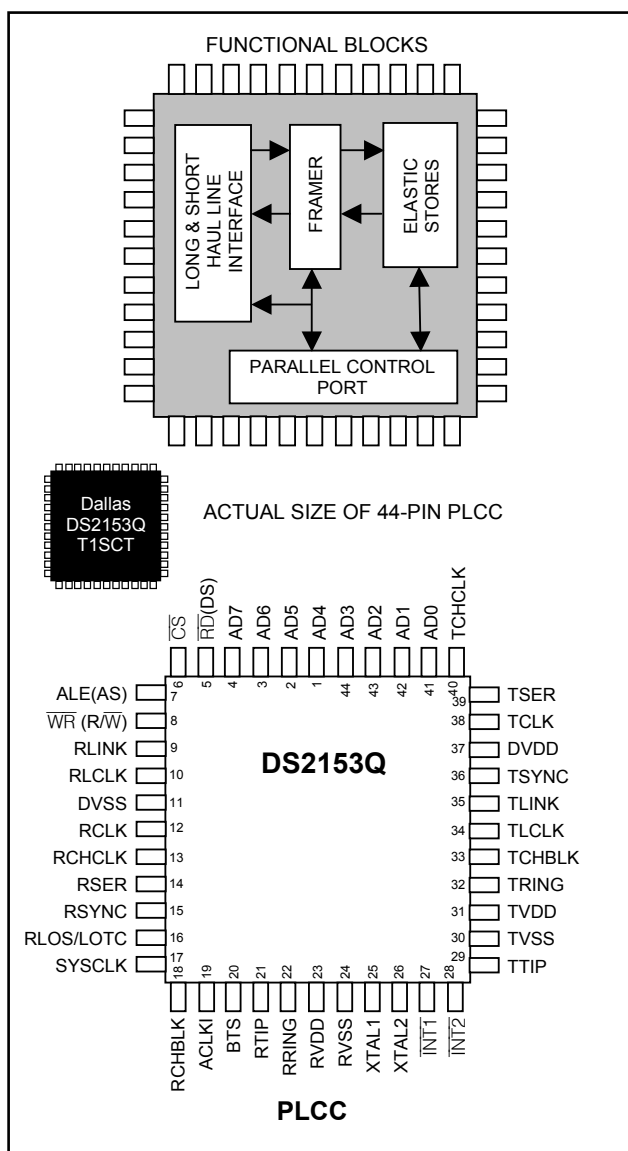 FUNCTIONAL BLOCKS
LONG & SHORT
HAUL LINE
INTERFACE
FRAMER
ELASTIC
STORES
PARALLEL CONTROL
PORT
Dallas
DS2153Q
T1SCT
ACTUAL SIZE OF 44-PIN PLCC
CS
RD(DS)
AD7
AD6
AD5
AD4
AD3
AD2
AD1
AD0
TCHCLK
6
5
4
3
2
1
44
43
42
41
40
ALE(AS) 7
WR (R/W) 8
RLINK 9
RLCLK 10
DVSS 11
RCLK 12
RCHCLK 13
RSER 14
RSYNC 15
RLOS/LOTC 16
SYSCLK 17
DS2153Q
39 TSER
38 TCLK
37 DVDD
36 TSYNC
35 TLINK
34 TLCLK
33 TCHBLK
32 TRING
31 TVDD
30 TVSS
29 TTIP
18
19
20
21
22
23
24
25
26
27
28
RCHBLK
ACLKI
BTS
RTIP
RRING
RVDD
RVSS
XTAL1
XTAL2
INT1
INT2
PLCC